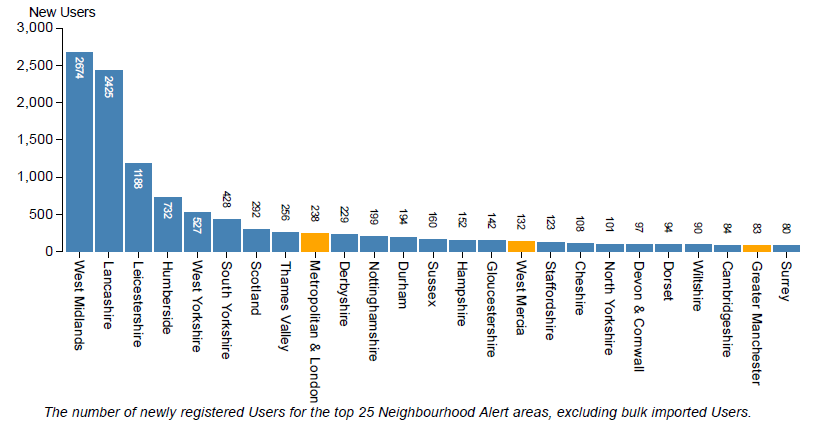 New Users
3,000
2,500
2,000
1,500
1,000
500
0
2674
2425
1188
732
527
428
292
256
238
229
199
194
160
152
142
132
123
108
101
97
94
90
84
83
80
West Midlands
Lancashire
Leicestershire
Humberside
West Yorkshire
South Yorkshire
Scotland
Thames Valley
Metropolitan & London
Derbyshire
Nottinghamshire
Durham
Sussex
Hampshire
Gloucestershire
West Mercia
Staffordshire
Cheshire
North Yorkshire
Devon & Cornwall
Dorset
Wiltshire
Cambridgeshire
Greater Manchester
Surrey
The number of newly registered Users for the top 25 Neighbourhood Alert areas, excluding bulk imported Users.